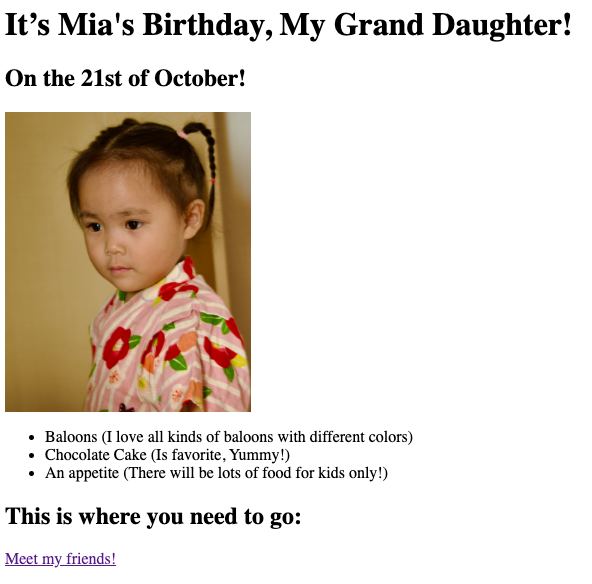 It’s Mia's Birthday, My Grand Daughter!
On the 21st of October!
• Baloons (I love all kinds of baloons with different colors)
• Chocolate Cake (Is favorite, Yummy!)
• An appetite (There will be lots of food for kids only!)
This is where you need to go:
Meet my friends!